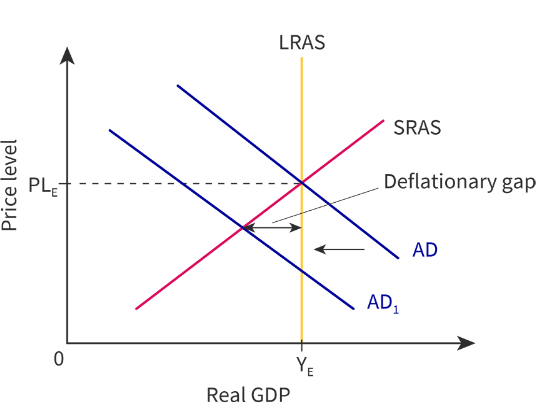 LRAS
SRAS
Price level
PLE
Deflationary gap
AD
AD1
0
YE
Real GDP